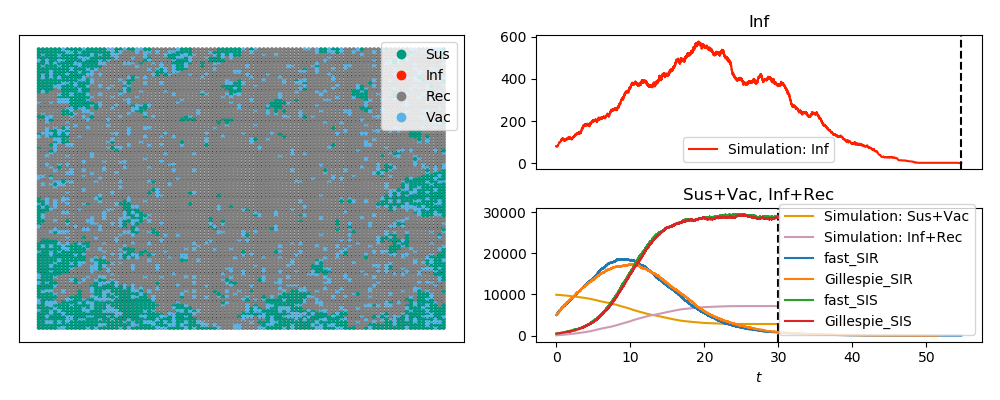 Sus
Inf
Rec
Vac
Inf
600
400
200
0
Simulation: Inf
Sus+Vac, Inf+Rec
30000
20000
10000
0
Simulation: Sus+Vac
Simulation: Inf+Rec
fast_SIR
Gillespie_SIR
fast_SIS
Gillespie_SIS
0 10 20 30 40 50
t